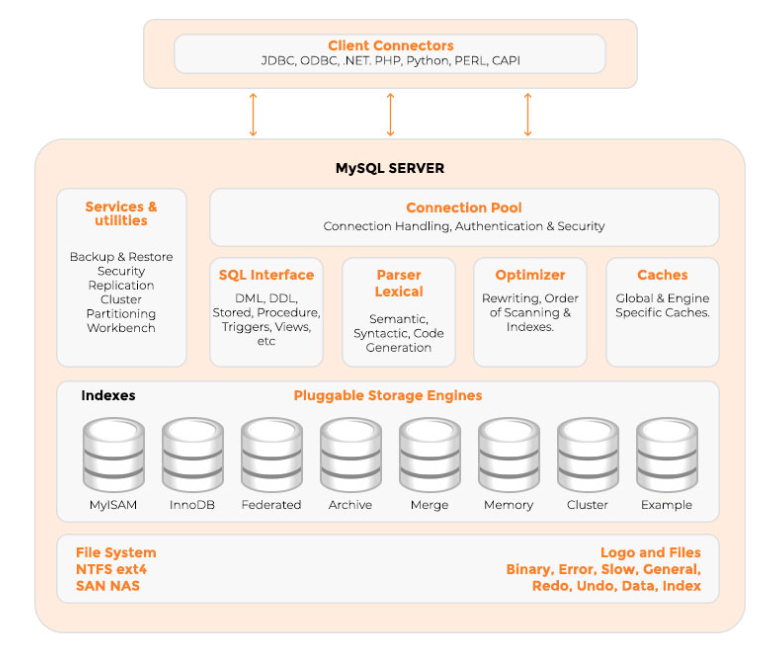 Client Connectors
JDBC, ODBC, .NET. PHP, Python, PERL, CAPI
MySQL SERVER
Services &
utilities
Backup & Restore
Security
Replication
Cluster
Partitioning
Workbench
Connection Pool
Connection Handling, Authentication & Security
SQL Interface
DML, DDL,
Stored, Procedure,
Triggers, Views,
etc
Parser
Lexical
Semantic,
Syntactic, Code
Generation
Optimizer
Rewriting, Order
of Scanning &
Indexes.
Caches
Global & Engine
Specific Caches.
Indexes
Pluggable Storage Engines
MyISAM
InnoDB
Federated
Archive
Merge
Memory
Cluster
Example
File System
NTFS ext4
SAN NAS
Logo and Files
Binary, Error, Slow, General,
Redo, Undo, Data, Index